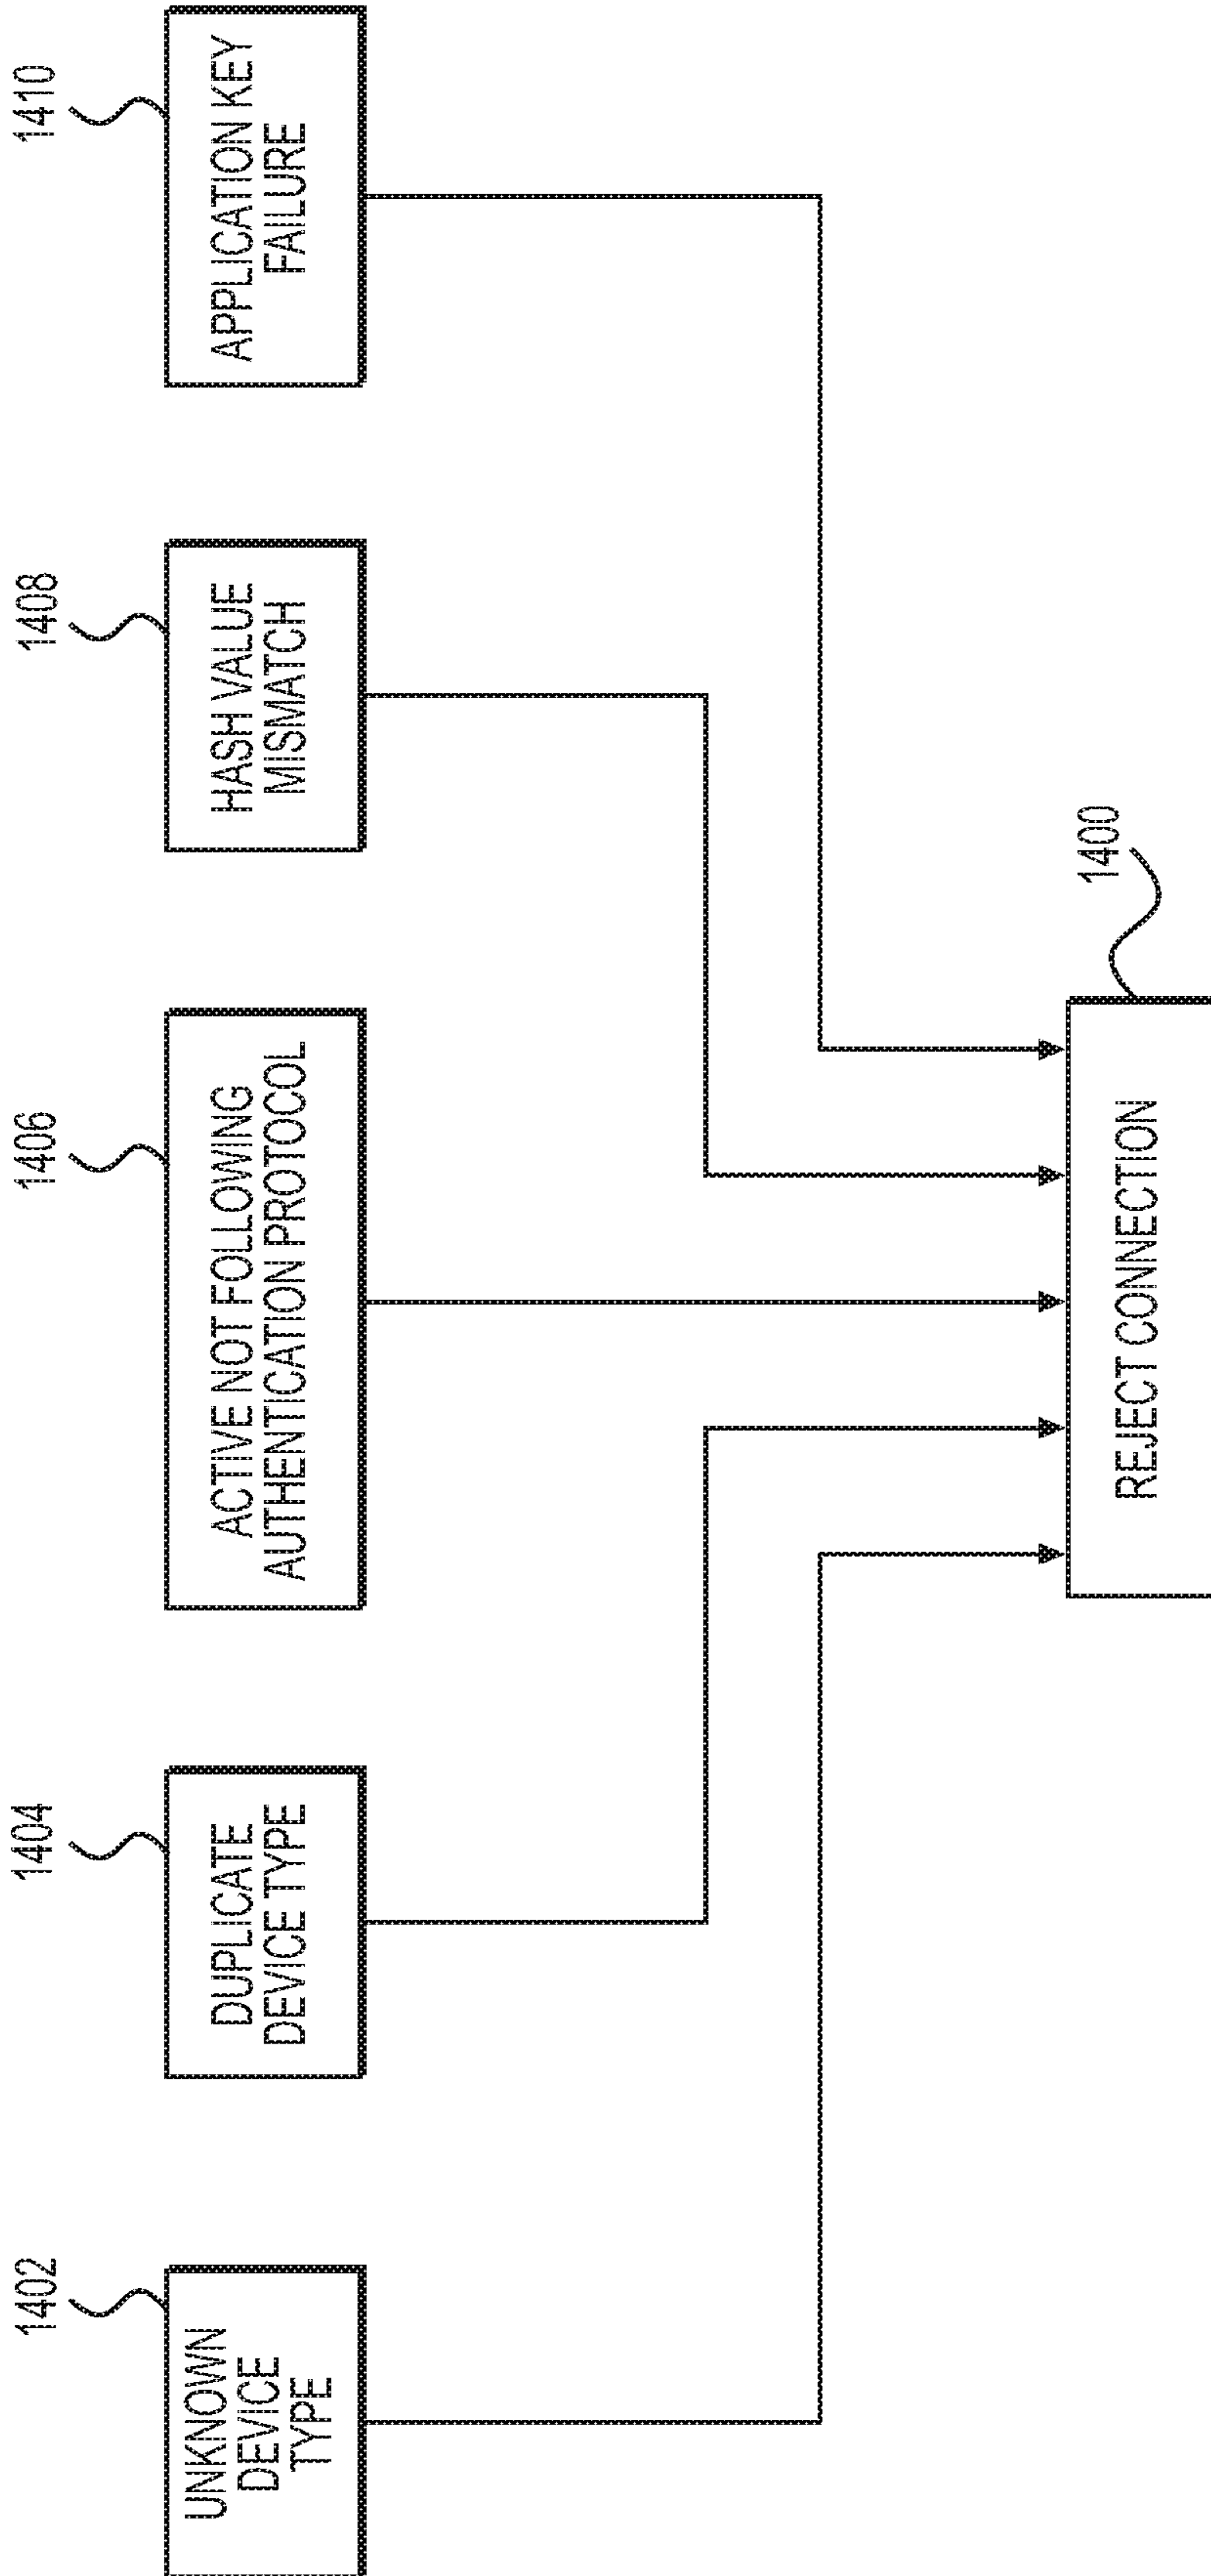 1402
UNKNOWN
DEVICE
TYPE
1404
DUPLICATE
DEVICE TYPE
1406
ACTIVE NOT FOLLOWING
AUTHENTICATION PROTOCOL
1408
HASH VALUE
MISMATCH
1410
APPLICATION KEY
FAILURE
1400
REJECT CONNECTION